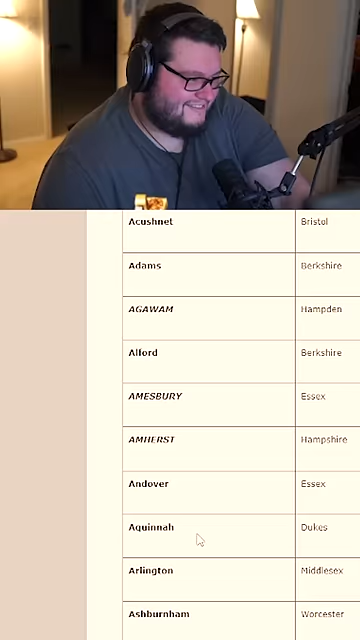 Acushnet Bristol
Adams Berkshire
AGAWAM Hampden
Alford Berkshire
AMESBURY Essex
AMHERST Hampshire
Andover Essex
Aquinnah Dukes
Arlington Middlesex
Ashburnham Worcester